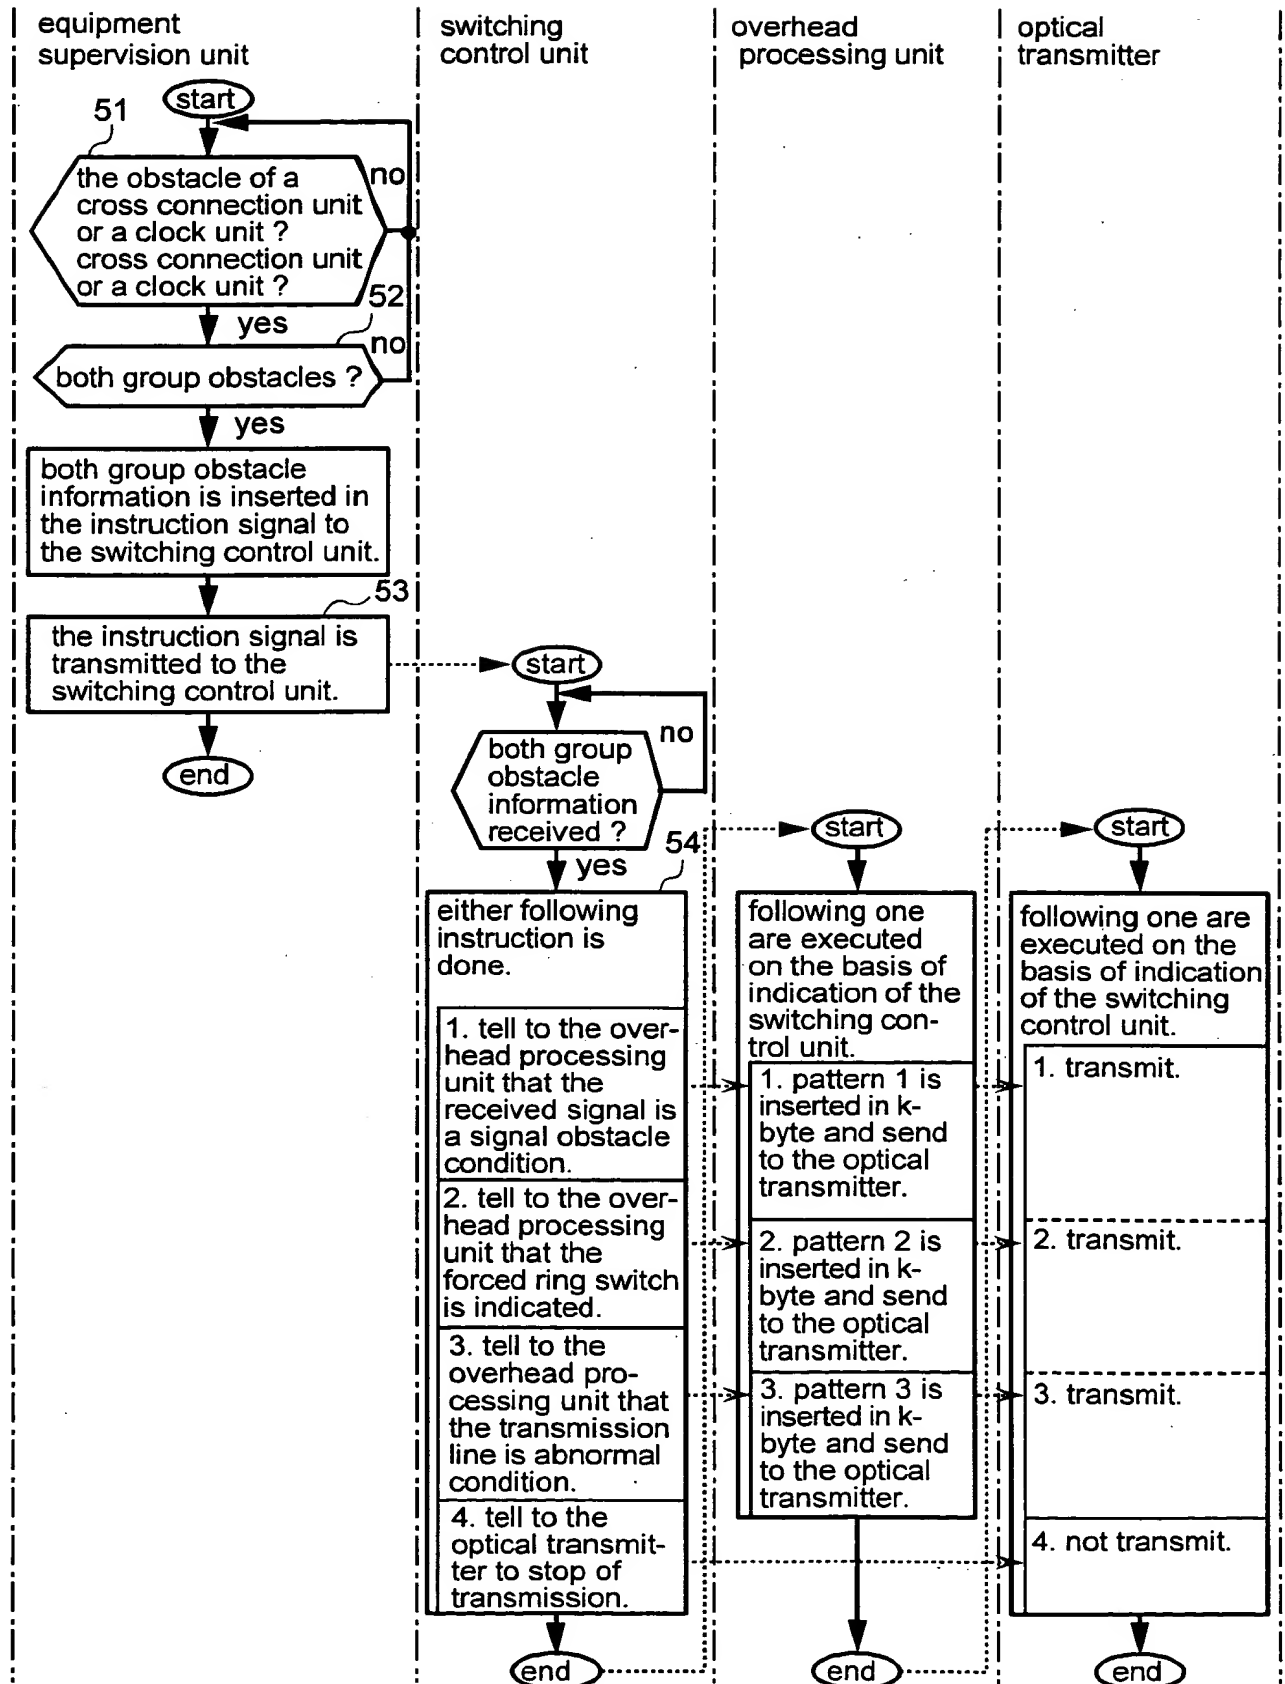 equipment
supervision unit
start
51
the obstacle of a
cross connection unit
or a clock unit ?
cross connection unit
or a clock unit ?
no
yes
52
no
both group obstacles ?
yes
both group obstacle
information is inserted in
the instruction signal to
the switching control unit.
53
the instruction signal is
transmitted to the
switching control unit.
end
switching
control unit
start
no
both group
obstacle
information
received ?
yes
54
either following
instruction is
done.
1. tell to the over-
head processing
unit that the
received signal is
a signal obstacle
condition.
2. tell to the over-
head processing
unit that the
forced ring switch
is indicated.
3. tell to the
overhead pro-
cessing unit that
the transmission
line is abnormal
condition.
4. tell to the
optical transmit-
ter to stop of
transmission.
end
overhead
processing unit
start
following one
are executed
on the basis of
indication of the
switching con-
trol unit.
1. pattern 1 is
inserted in k-
byte and send
to the optical
transmitter.
2. pattern 2 is
inserted in k-
byte and send
to the optical
transmitter.
3. pattern 3 is
inserted in k-
byte and send
to the optical
transmitter.
end
optical
transmitter
start
following one are
executed on the
basis of indication
of the switching
control unit.
1. transmit.
2. transmit.
3. transmit.
4. not transmit.
end